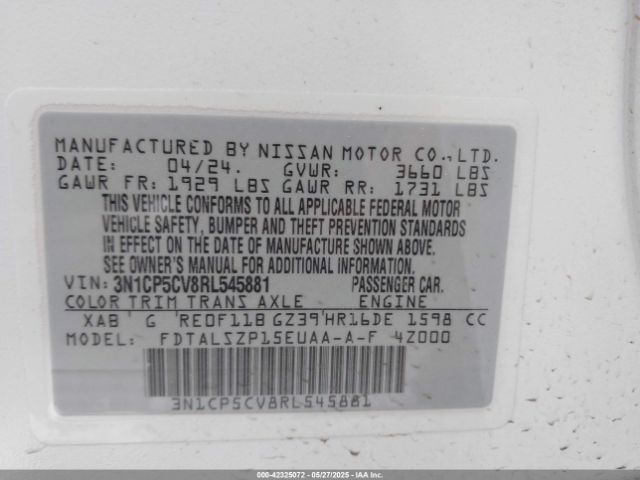 MANUFACTURED BY NISSAN MOTOR CO.,LTD.
DATE: 04/24. GVWR: 3660 LBS
GAWR FR: 1929 LBS GAWR RR: 1731 LBS
THIS VEHICLE CONFORMS TO ALL APPLICABLE FEDERAL MOTOR
VEHICLE SAFETY, BUMPER AND THEFT PREVENTION STANDARDS
IN EFFECT ON THE DATE OF MANUFACTURE SHOWN ABOVE.
SEE OWNER'S MANUAL FOR ADDITIONAL INFORMATION.
VIN: 3N1CP5CV8RL545881 PASSENGER CAR.
COLOR TRIM TRANS AXLE ENGINE
XAB G RE0F11B GZ39 HR16DE 1598 CC
MODEL: FDTALSZP15EUAA-A-F 4Z000
3N1CP5CV8RL545881
000-42325072 05/27/2025 IAAI